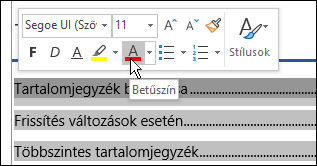 Segoe UI (Szö 11 A A
F D A A Stílusok
Betűszín
Tartalomjegyzék b a
Frissítés változások esetén
Többszintes tartalomjegyzék